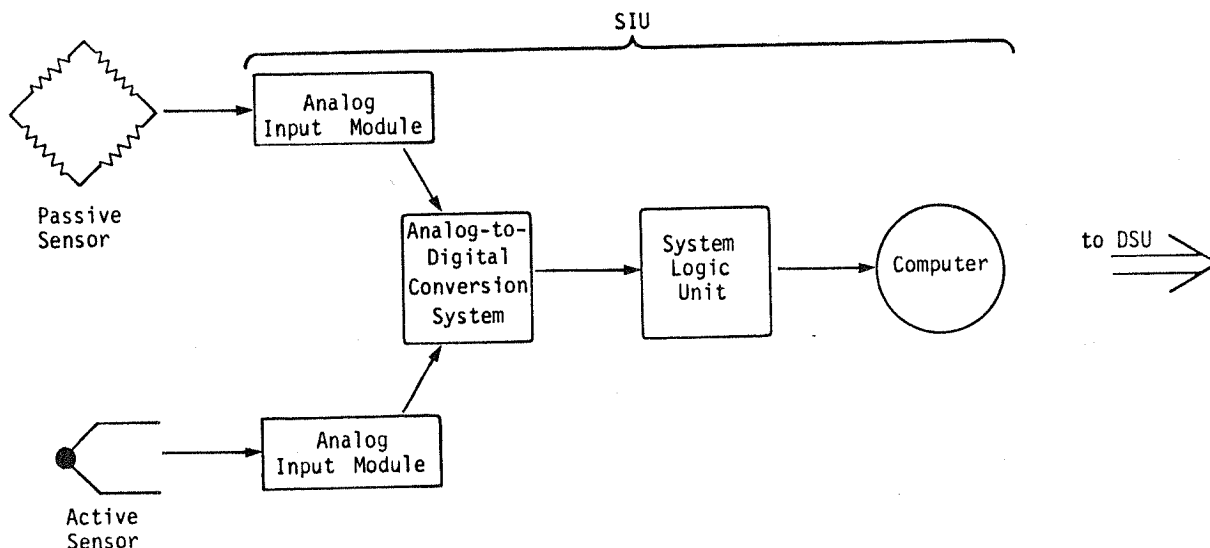 SIU
Analog
Input Module
Passive
Sensor
Analog-to-
Digital
Conversion
System
System
Logic
Unit
Computer
to DSU
Analog
Input Module
Active
Sensor